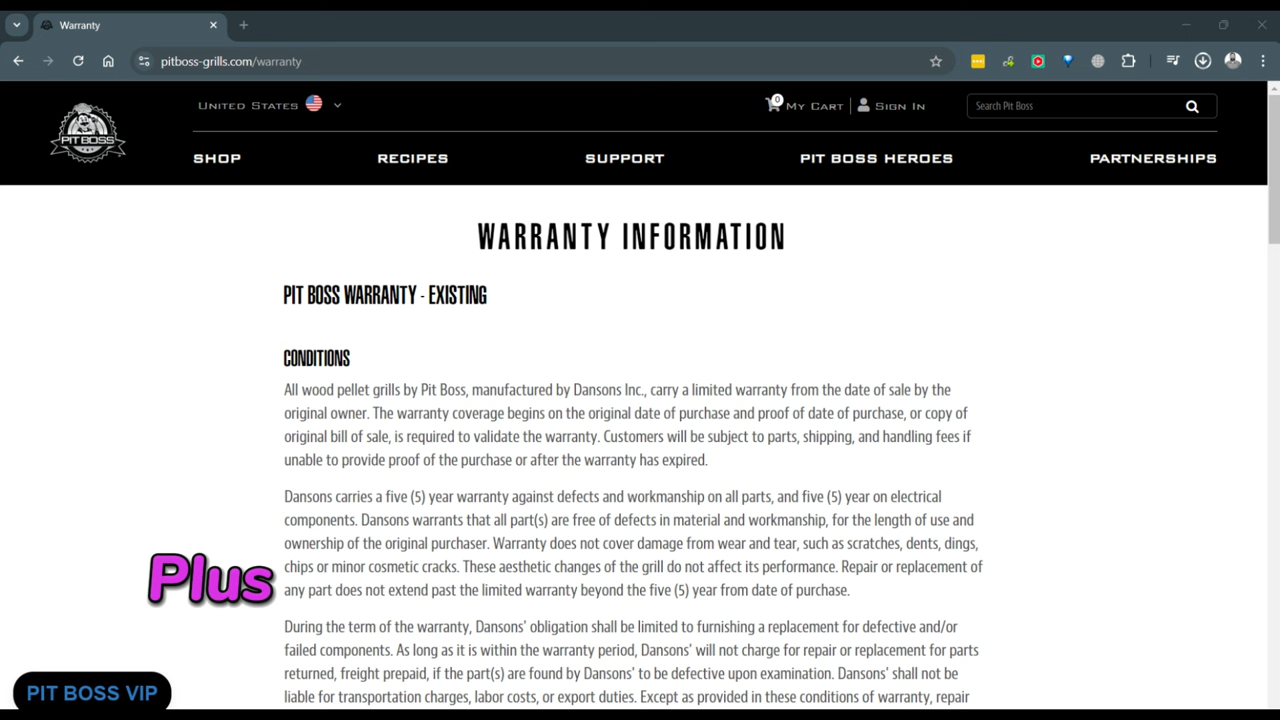 Warranty
pitboss-grills.com/warranty
UNITED STATES
0
MY CART
SIGN IN
Search Pit Boss
PIT BOSS
SHOP
RECIPES
SUPPORT
PIT BOSS HEROES
PARTNERSHIPS
WARRANTY INFORMATION
PIT BOSS WARRANTY - EXISTING
CONDITIONS
All wood pellet grills by Pit Boss, manufactured by Dansons Inc., carry a limited warranty from the date of sale by the
original owner. The warranty coverage begins on the original date of purchase and proof of date of purchase, or copy of
original bill of sale, is required to validate the warranty. Customers will be subject to parts, shipping, and handling fees if
unable to provide proof of the purchase or after the warranty has expired.
Dansons carries a five (5) year warranty against defects and workmanship on all parts, and five (5) year on electrical
components. Dansons warrants that all part(s) are free of defects in material and workmanship, for the length of use and
ownership of the original purchaser. Warranty does not cover damage from wear and tear, such as scratches, dents, dings,
chips or minor cosmetic cracks. These aesthetic changes of the grill do not affect its performance. Repair or replacement of
any part does not extend past the limited warranty beyond the five (5) year from date of purchase.
Plus
During the term of the warranty, Dansons' obligation shall be limited to furnishing a replacement for defective and/or
failed components. As long as it is within the warranty period, Dansons' will not charge for repair or replacement for parts
returned, freight prepaid, if the part(s) are found by Dansons' to be defective upon examination. Dansons' shall not be
liable for transportation charges, labor costs, or export duties. Except as provided in these conditions of warranty, repair
PIT BOSS VIP